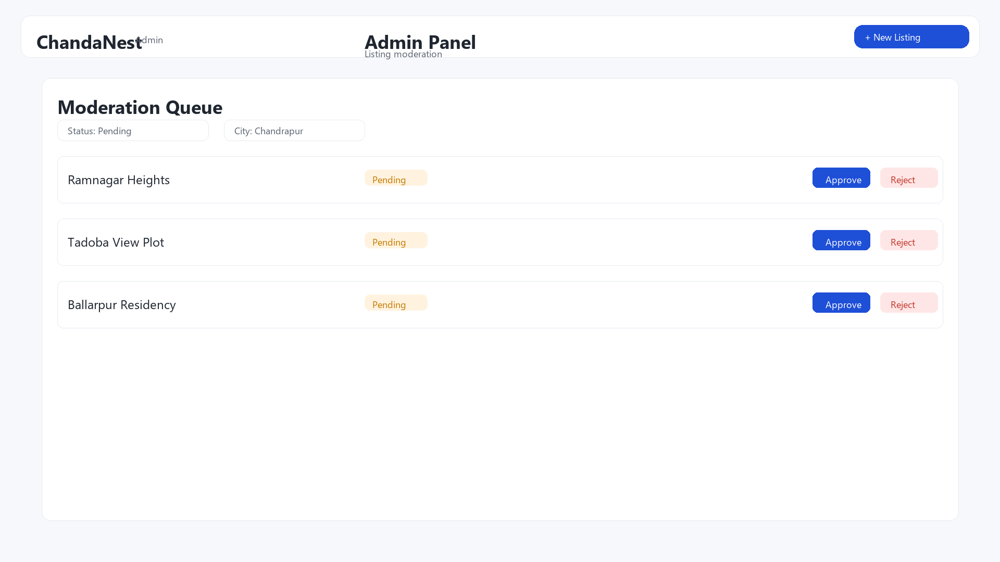 ChandaNest Admin
Admin Panel
Listing moderation
+ New Listing
Moderation Queue
Status: Pending
City: Chandrapur
Ramnagar Heights
Pending
Approve
Reject
Tadoba View Plot
Pending
Approve
Reject
Ballarpur Residency
Pending
Approve
Reject